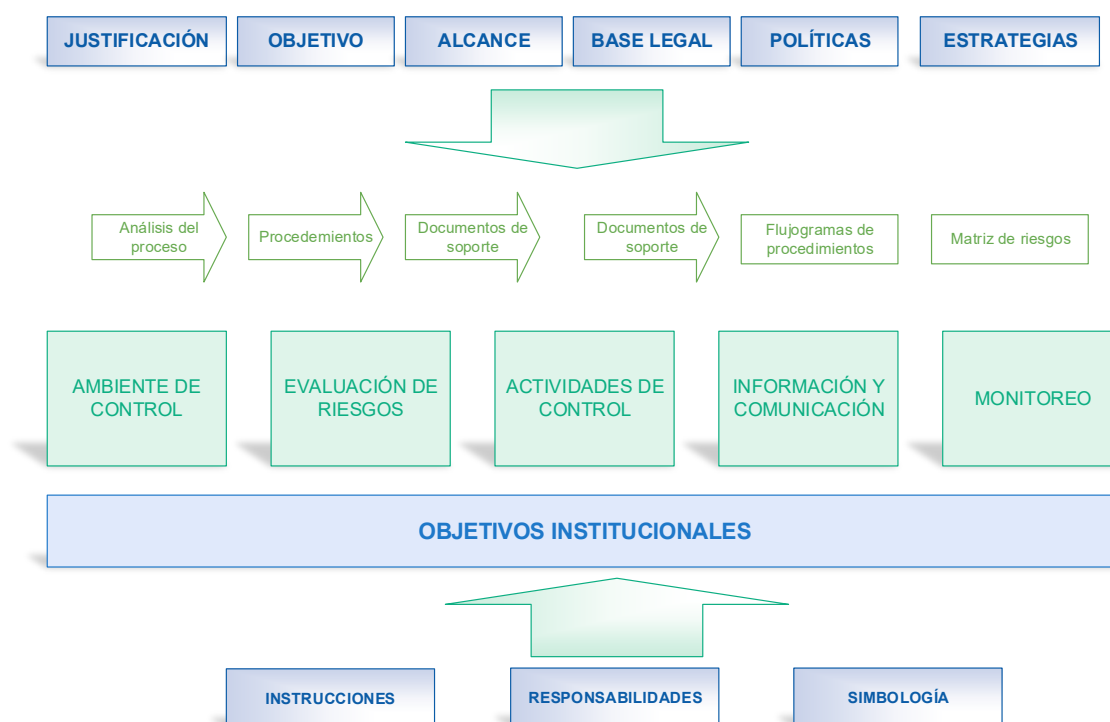 JUSTIFICACIÓN
OBJETIVO
ALCANCE
BASE LEGAL
POLÍTICAS
ESTRATEGIAS
Análisis del
proceso
Procedemientos
Documentos de
soporte
Documentos de
soporte
Flujogramas de
procedimientos
Matriz de riesgos
AMBIENTE DE
CONTROL
EVALUACIÓN DE
RIESGOS
ACTIVIDADES DE
CONTROL
INFORMACIÓN Y
COMUNICACIÓN
MONITOREO
OBJETIVOS INSTITUCIONALES
INSTRUCCIONES
RESPONSABILIDADES
SIMBOLOGÍA